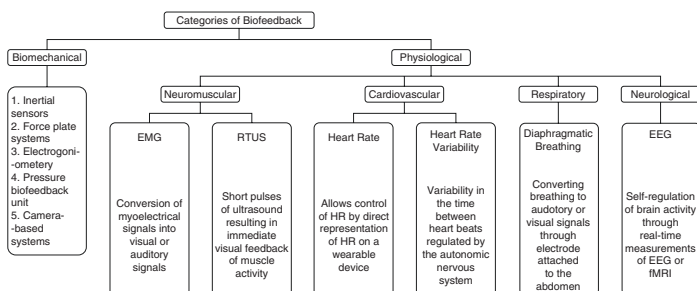 Categories of Biofeedback
Biomechanical
Physiological
1. Inertial
sensors
2. Force plate
systems
3. Electrogoni-
ometery
4. Pressure
biofeedback
unit
5. Camera-
based systems
Neuromuscular
Cardiovascular
Respiratory
Neurological
EMG
Conversion of
myoelectrical
signals into
visual or
auditory
signals
RTUS
Short pulses
of ultrasound
resulting in
immediate
visual feedback
of muscle
activity
Heart Rate
Allows control
of HR by direct
representation
of HR on a
wearable
device
Heart Rate
Variability
Variability in
the time
between
heart beats
regulated by
the autonomic
nervous
system
Diaphragmatic
Breathing
Converting
breathing to
audotory or
visual signals
through
electrode
attached
to the
abdomen
EEG
Self-regulation
of brain activity
through
real-time
measurements
of EEG or
fMRI